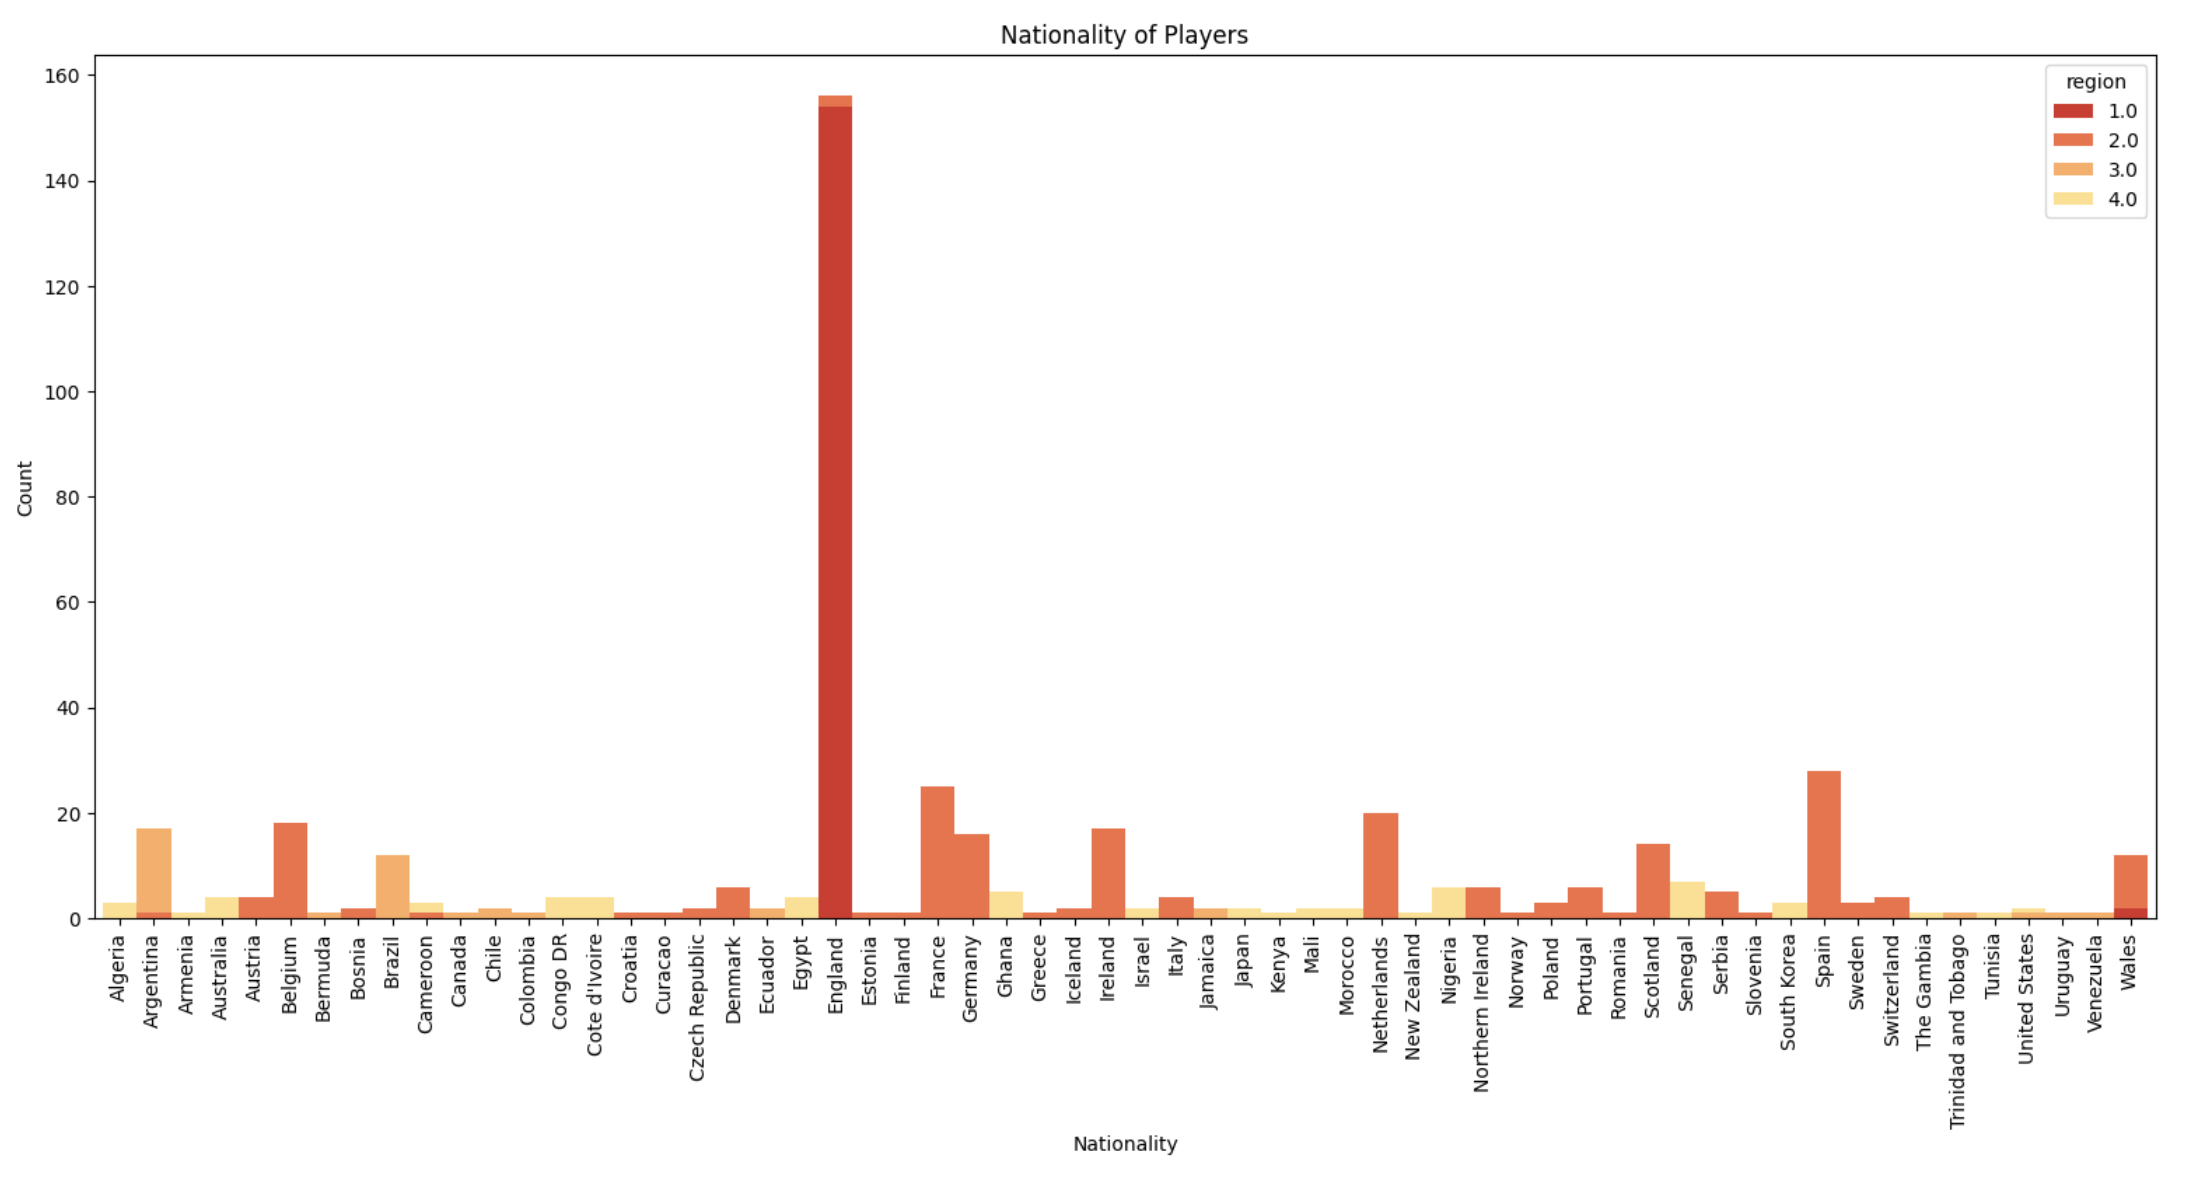 Nationality of Players
160
140
120
100
80
60
40
20
0
Count
region
1.0
2.0
3.0
4.0
Algeria
Argentina
Armenia
Australia
Austria
Belgium
Bermuda
Bosnia
Brazil
Cameroon
Canada
Chile
Colombia
Congo DR
Cote d'Ivoire
Croatia
Curacao
Czech Republic
Denmark
Ecuador
Egypt
England
Estonia
Finland
France
Germany
Ghana
Greece
Iceland
Ireland
Israel
Italy
Jamaica
Japan
Kenya
Mali
Morocco
Netherlands
New Zealand
Nigeria
Northern Ireland
Norway
Poland
Portugal
Romania
Scotland
Senegal
Serbia
Slovenia
South Korea
Spain
Sweden
Switzerland
The Gambia
Trinidad and Tobago
Tunisia
United States
Uruguay
Venezuela
Wales
Nationality